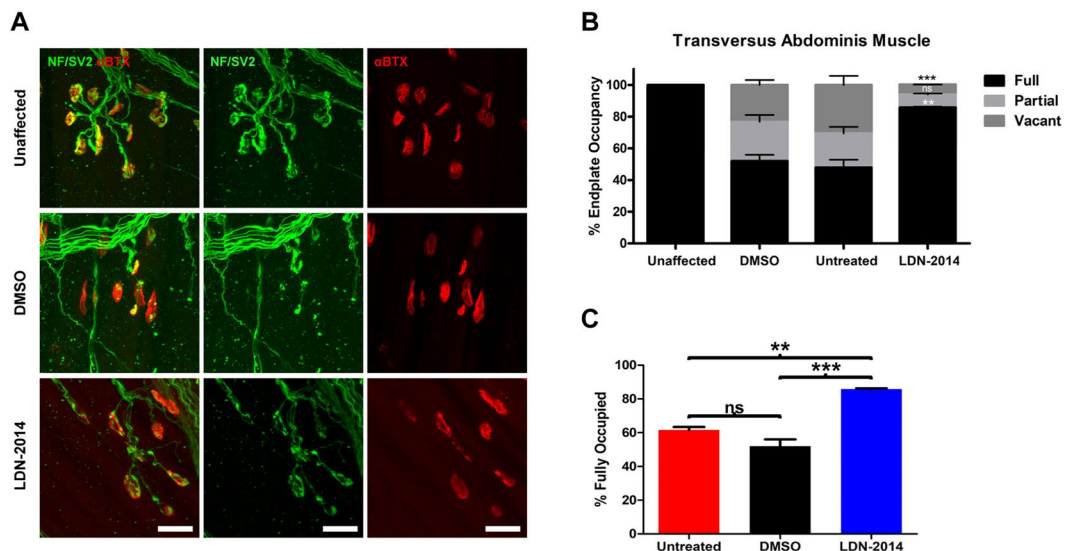 A
NF/SV2 αBTX
NF/SV2
αBTX
Unaffected
DMSO
LDN-2014
B
Transversus Abdominis Muscle
% Endplate Occupancy
100
80
60
40
20
0
***
ns
**
Full
Partial
Vacant
Unaffected
DMSO
Untreated
LDN-2014
C
% Fully Occupied
100
80
60
40
20
0
**
***
ns
Untreated
DMSO
LDN-2014